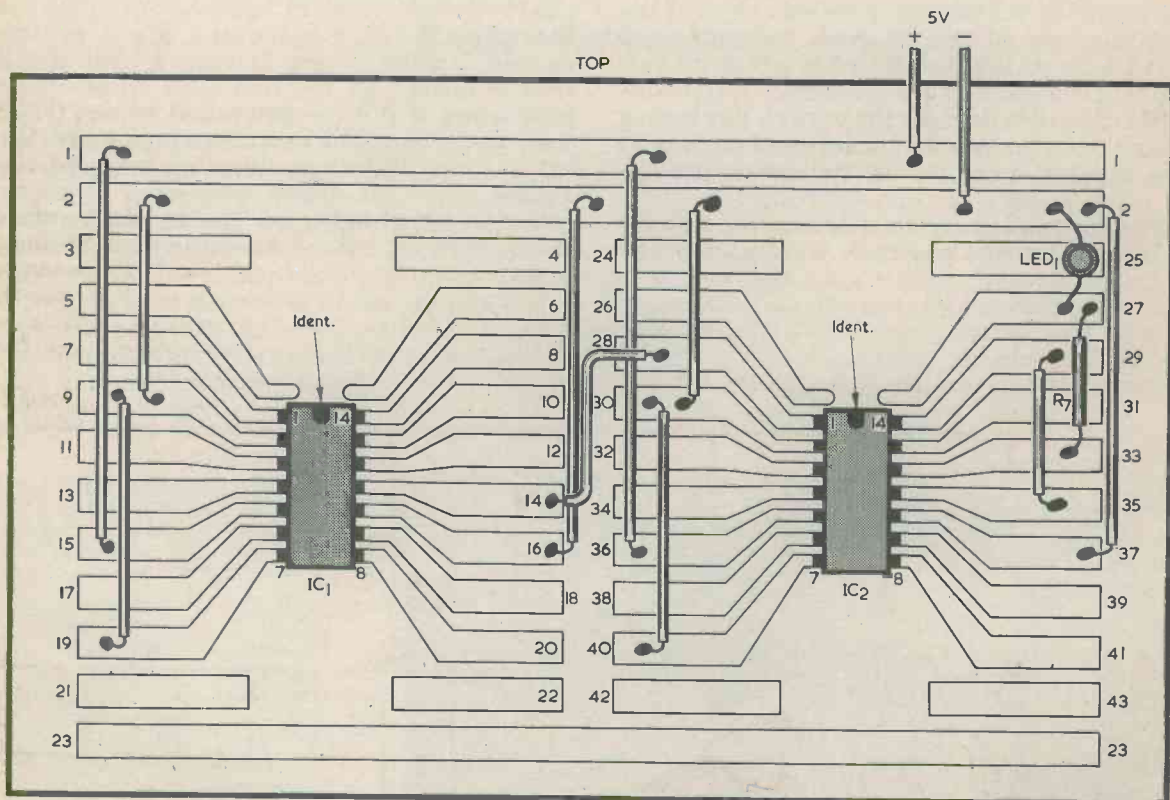 5V
+ −
TOP
1 1
2 2
3 4 24 LED1 25
5 6 26 27
Ident. Ident.
7 8 28 29
9 10 30 R7 31
1 14 1 14
11 12 32 33
13 14 34 35
15 16 36 37
7 8 7 8
IC1 IC2
17 18 38 39
19 20 40 41
21 22 42 43
23 23